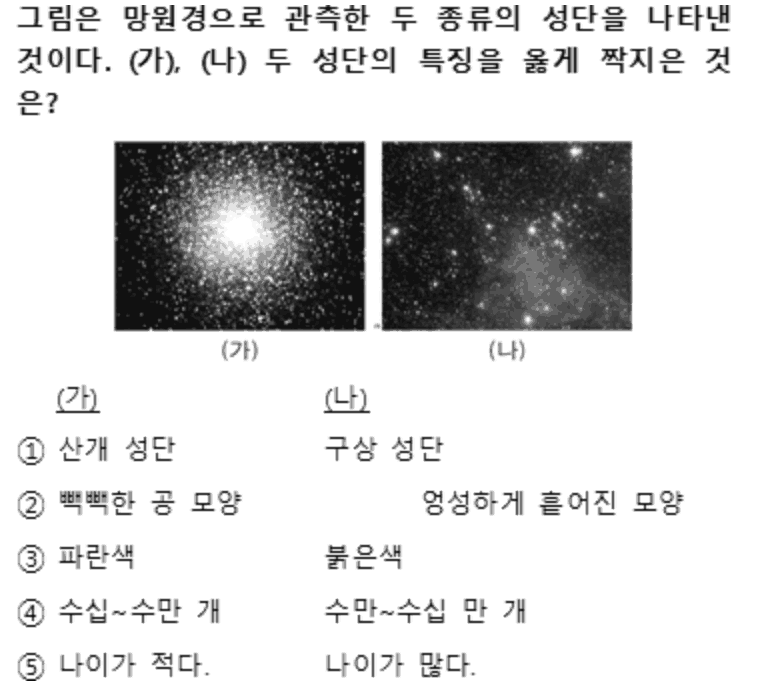 그림은 망원경으로 관측한 두 종류의 성단을 나타낸
것이다. (가), (나) 두 성단의 특징을 옳게 짝지은 것
은?
(가) (나)
(가) (나)
① 산개 성단 구상 성단
② 빽빽한 공 모양 엉성하게 흩어진 모양
③ 파란색 붉은색
④ 수십~수만 개 수만~수십 만 개
⑤ 나이가 적다. 나이가 많다.